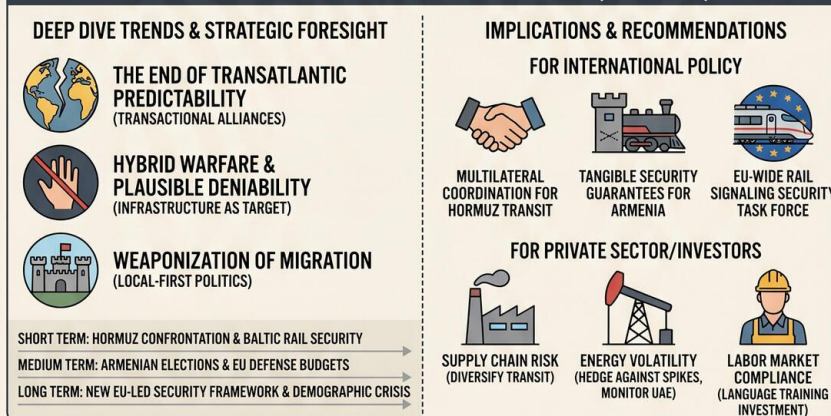 DEEP DIVE TRENDS & STRATEGIC FORESIGHT
THE END OF TRANSATLANTIC
PREDICTABILITY
(TRANSACTIONAL ALLIANCES)
HYBRID WARFARE &
PLAUSIBLE DENIABILITY
(INFRASTRUCTURE AS TARGET)
WEAPONIZATION OF MIGRATION
(LOCAL-FIRST POLITICS)
SHORT TERM: HORMUZ CONFRONTATION & BALTIC RAIL SECURITY
MEDIUM TERM: ARMENIAN ELECTIONS & EU DEFENSE BUDGETS
LONG TERM: NEW EU-LED SECURITY FRAMEWORK & DEMOGRAPHIC CRISIS
IMPLICATIONS & RECOMMENDATIONS
FOR INTERNATIONAL POLICY
MULTILATERAL
COORDINATION FOR
HORMUZ TRANSIT
TANGIBLE SECURITY
GUARANTEES FOR
ARMENIA
EU-WIDE RAIL
SIGNALING SECURITY
TASK FORCE
FOR PRIVATE SECTOR/INVESTORS
SUPPLY CHAIN RISK
(DIVERSIFY TRANSIT)
ENERGY VOLATILITY
(HEDGE AGAINST SPIKES,
MONITOR UAE)
LABOR MARKET
COMPLIANCE
(LANGUAGE TRAINING
INVESTMENT)